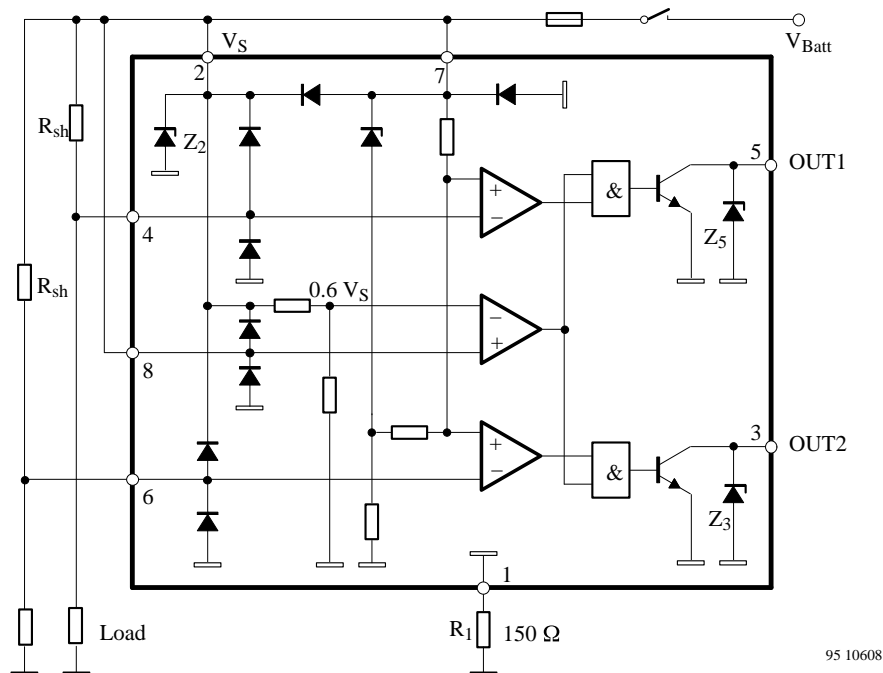 V_S
V_Batt
2
7
R_sh
Z_2
5
OUT1
+
−
&
4
Z_5
R_sh
0.6 V_S
−
+
8
3
OUT2
+
−
&
6
Z_3
1
Load
R_1 150 Ω
95 10608